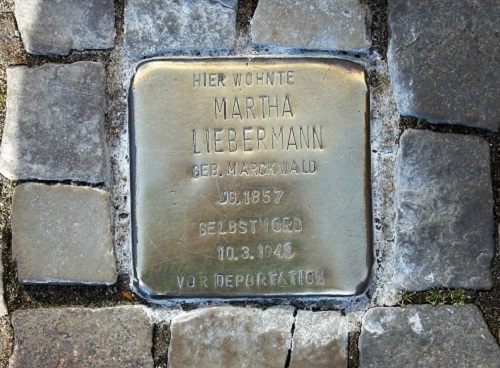 HIER WOHNTE
MARTHA
LIEBERMANN
GEB. MARCKWALD
JG. 1857
SELBSTMORD
10.3.1943
VOR DEPORTATION